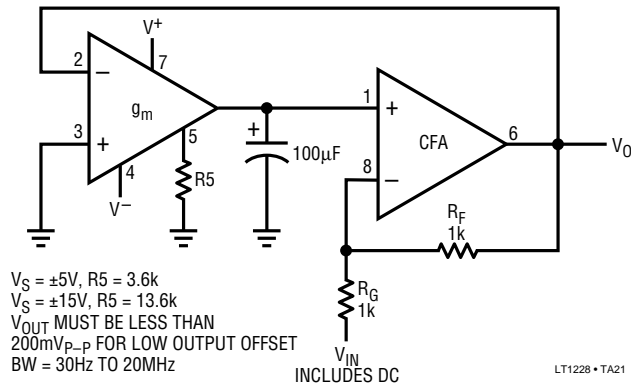 V+
2
−
7
gm
3
+
5
4
V−
R5
+
100µF
1
+
CFA
6
VO
8
−
RF
1k
RG
1k
VIN
INCLUDES DC
VS = ±5V, R5 = 3.6k
VS = ±15V, R5 = 13.6k
VOUT MUST BE LESS THAN
200mVP–P FOR LOW OUTPUT OFFSET
BW = 30Hz TO 20MHz
LT1228 • TA21